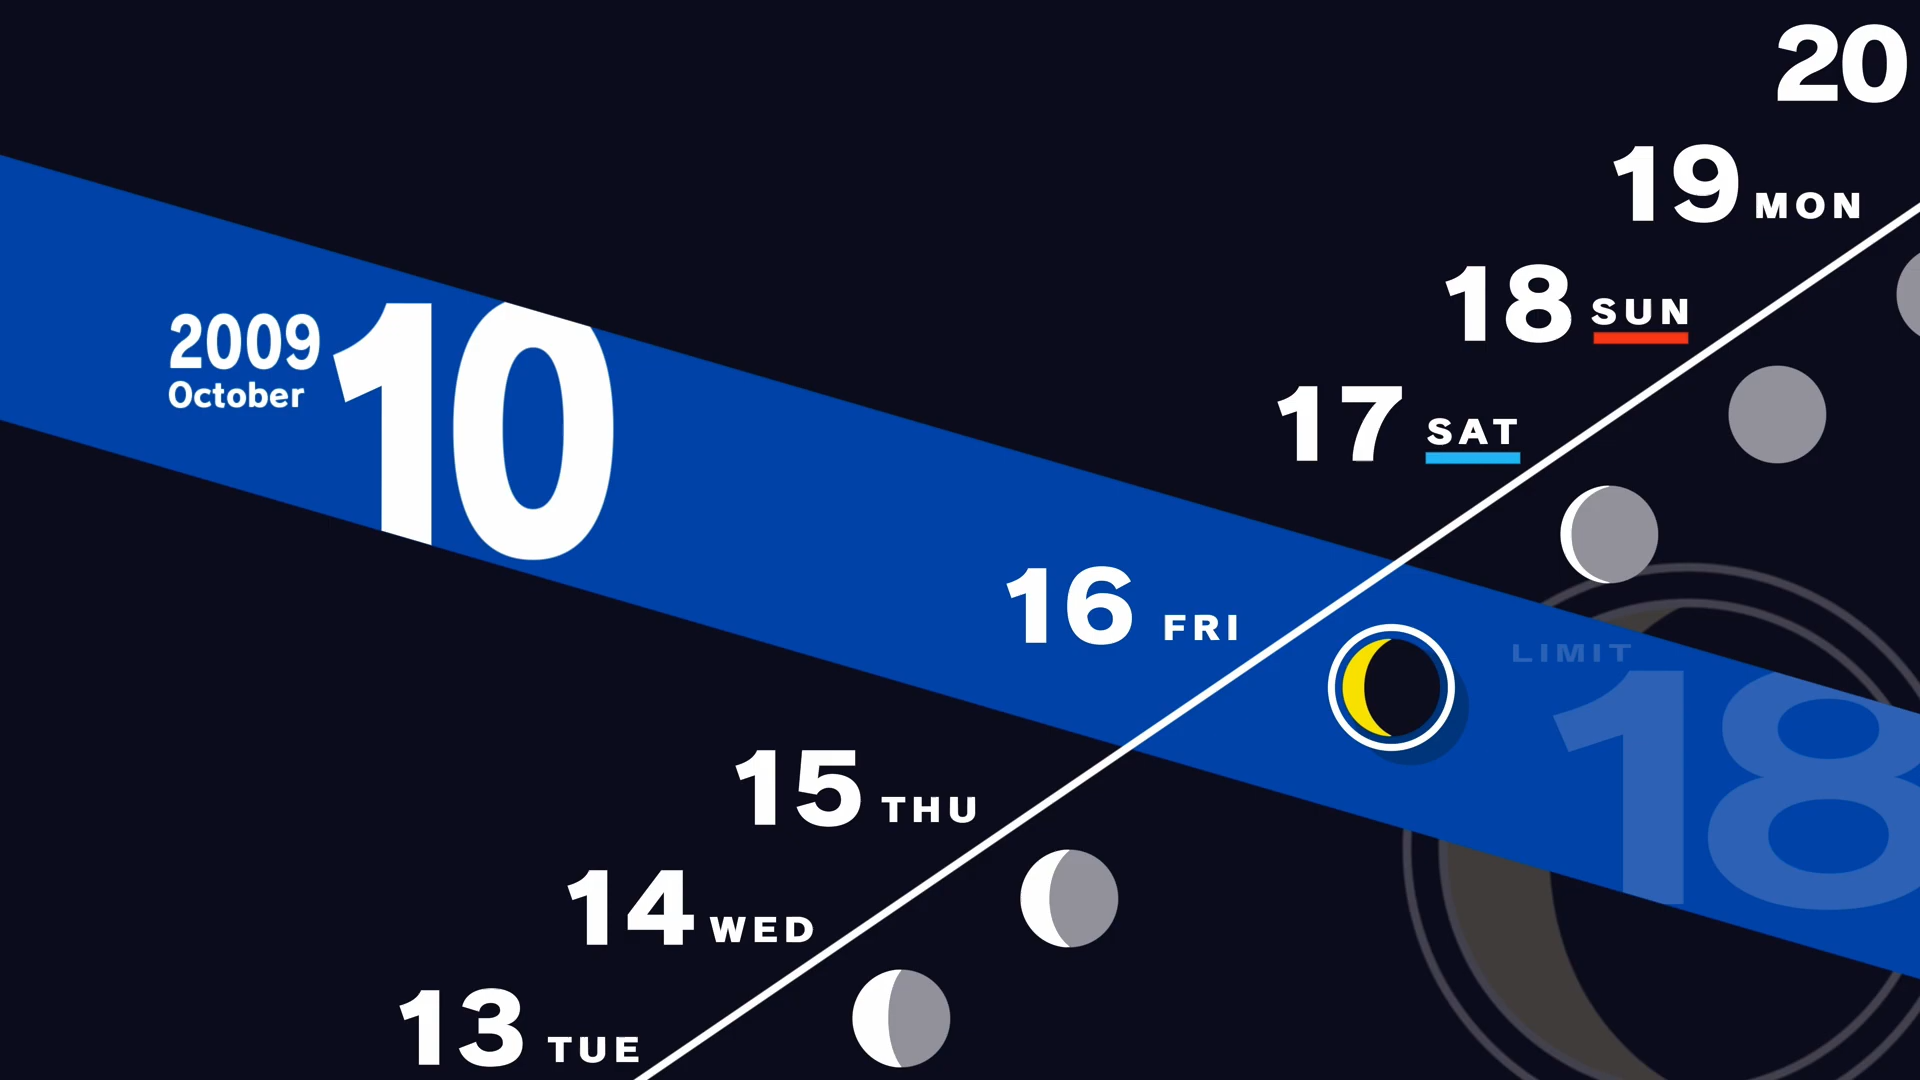 20
19 MON
18 SUN
17 SAT
2009
October
10
16 FRI
LIMIT
18
15 THU
14 WED
13 TUE